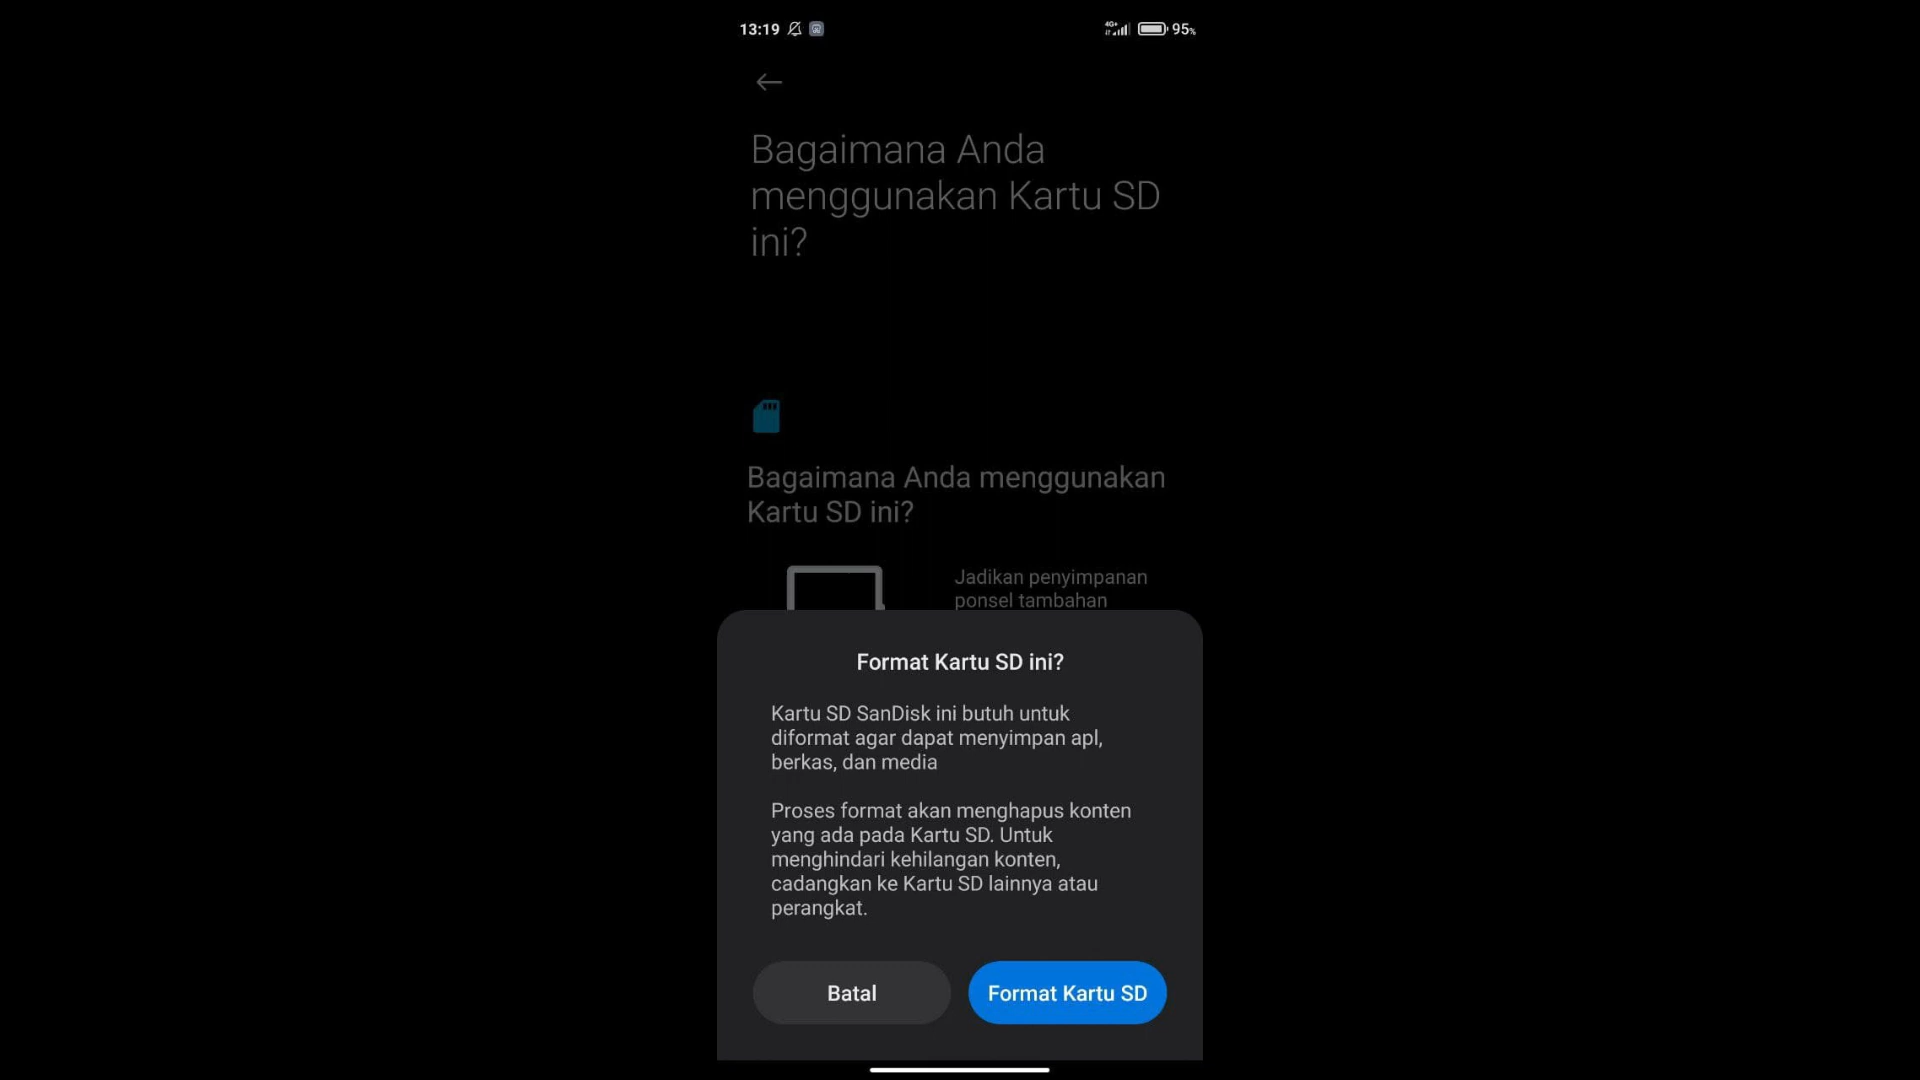 13:19
4G+
95%
Bagaimana Anda
menggunakan Kartu SD
ini?
Bagaimana Anda menggunakan
Kartu SD ini?
Jadikan penyimpanan
ponsel tambahan
Format Kartu SD ini?
Kartu SD SanDisk ini butuh untuk
diformat agar dapat menyimpan apl,
berkas, dan media
Proses format akan menghapus konten
yang ada pada Kartu SD. Untuk
menghindari kehilangan konten,
cadangkan ke Kartu SD lainnya atau
perangkat.
Batal
Format Kartu SD